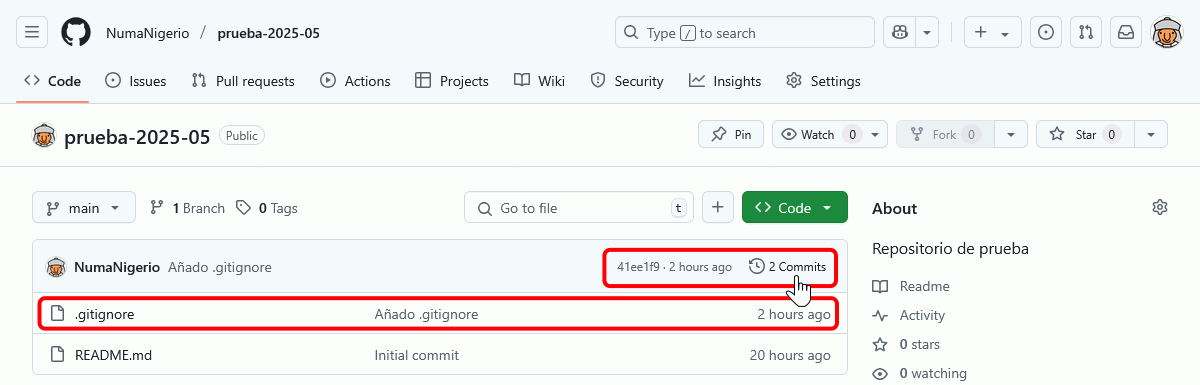 NumaNigerio / prueba-2025-05 Type / to search
Code Issues Pull requests Actions Projects Wiki Security Insights Settings
prueba-2025-05 Public Pin Watch 0 Fork 0 Star 0
main 1 Branch 0 Tags Go to file t + Code About
Repositorio de prueba
NumaNigerio Añado .gitignore 41ee1f9 · 2 hours ago 2 Commits
Readme
.gitignore Añado .gitignore 2 hours ago
Activity
0 stars
README.md Initial commit 20 hours ago
0 watching